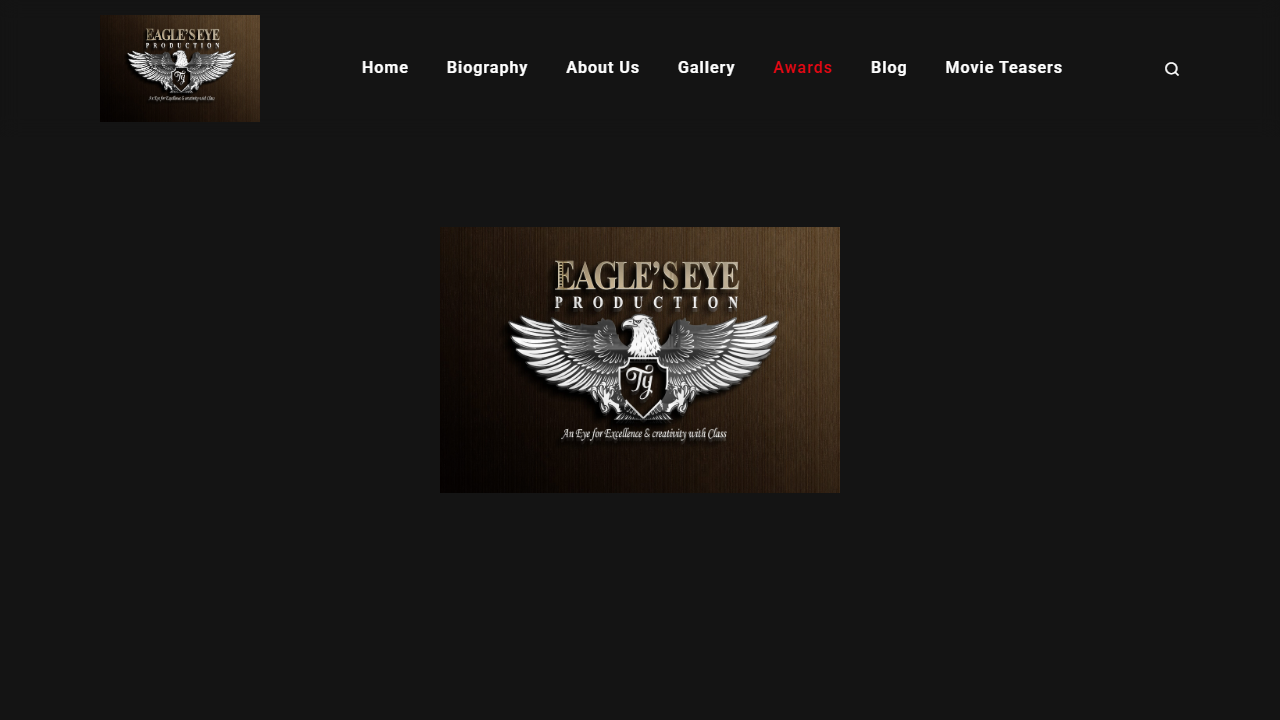 EAGLE'S EYE
PRODUCTION
Ty
An Eye for Excellence & creativity with Class
Home Biography About Us Gallery Awards Blog Movie Teasers
EAGLE'S EYE
PRODUCTION
Ty
An Eye for Excellence & creativity with Class